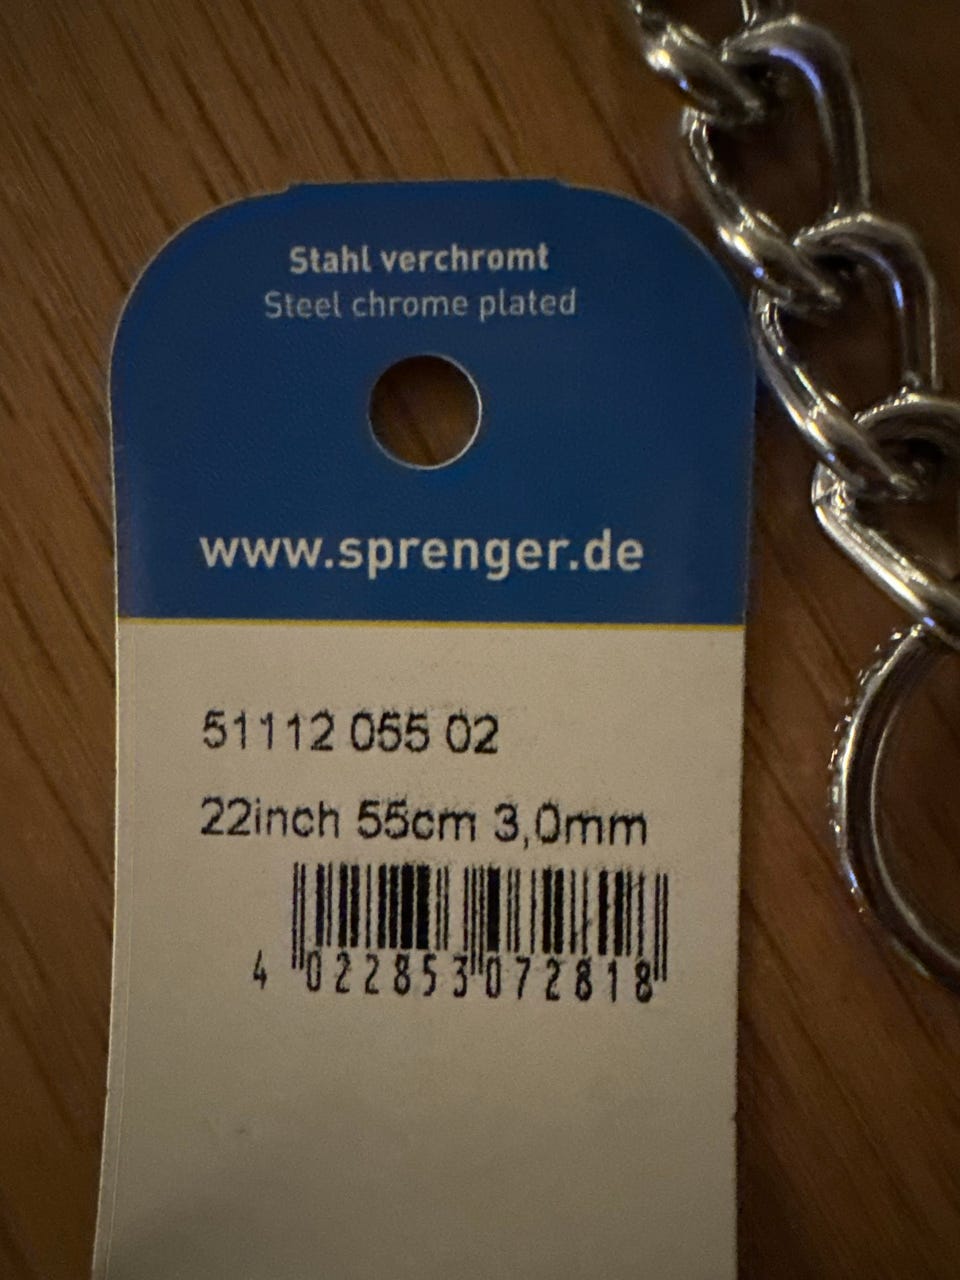 Stahl verchromt
Steel chrome plated
www.sprenger.de
51112 055 02
22inch 55cm 3,0mm
4 022853 072818